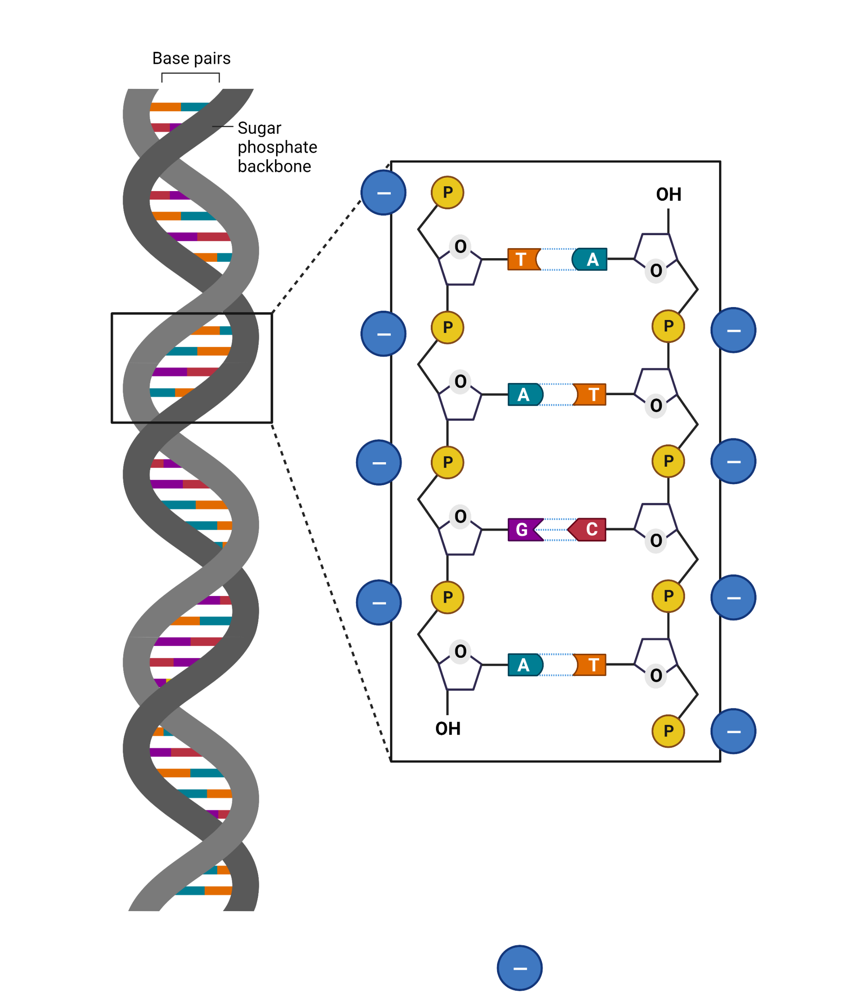 Base pairs
Sugar
phosphate
backbone
– P OH
O T A O
– P P –
O A T O
– P P –
O G C O
– P P –
O A T O
OH P –
–